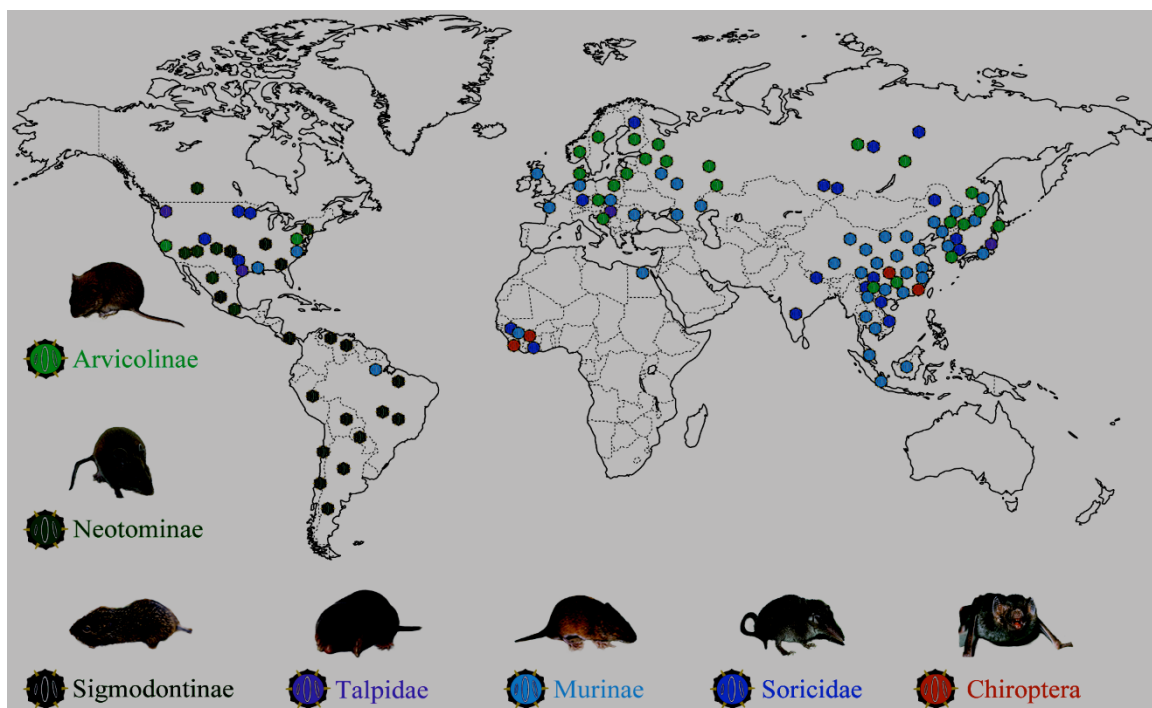 Arvicolinae
Neotominae
Sigmodontinae
Talpidae
Murinae
Soricidae
Chiroptera